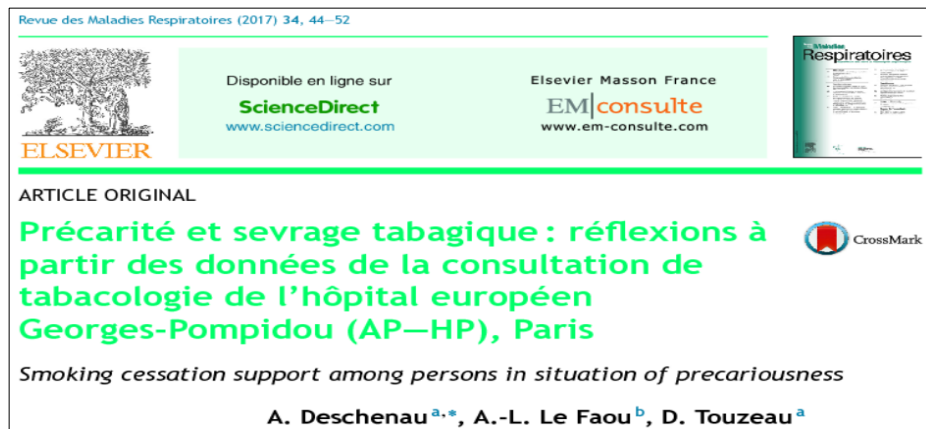 Revue des Maladies Respiratoires (2017) 34, 44—52
Disponible en ligne sur
ScienceDirect
www.sciencedirect.com
Elsevier Masson France
EM|consulte
www.em-consulte.com
Maladies
Respiratoires
ELSEVIER
ARTICLE ORIGINAL
Précarité et sevrage tabagique : réflexions à
partir des données de la consultation de
tabacologie de l’hôpital européen
Georges-Pompidou (AP—HP), Paris
CrossMark
Smoking cessation support among persons in situation of precariousness
A. Deschenau a,*, A.-L. Le Faou b, D. Touzeau a